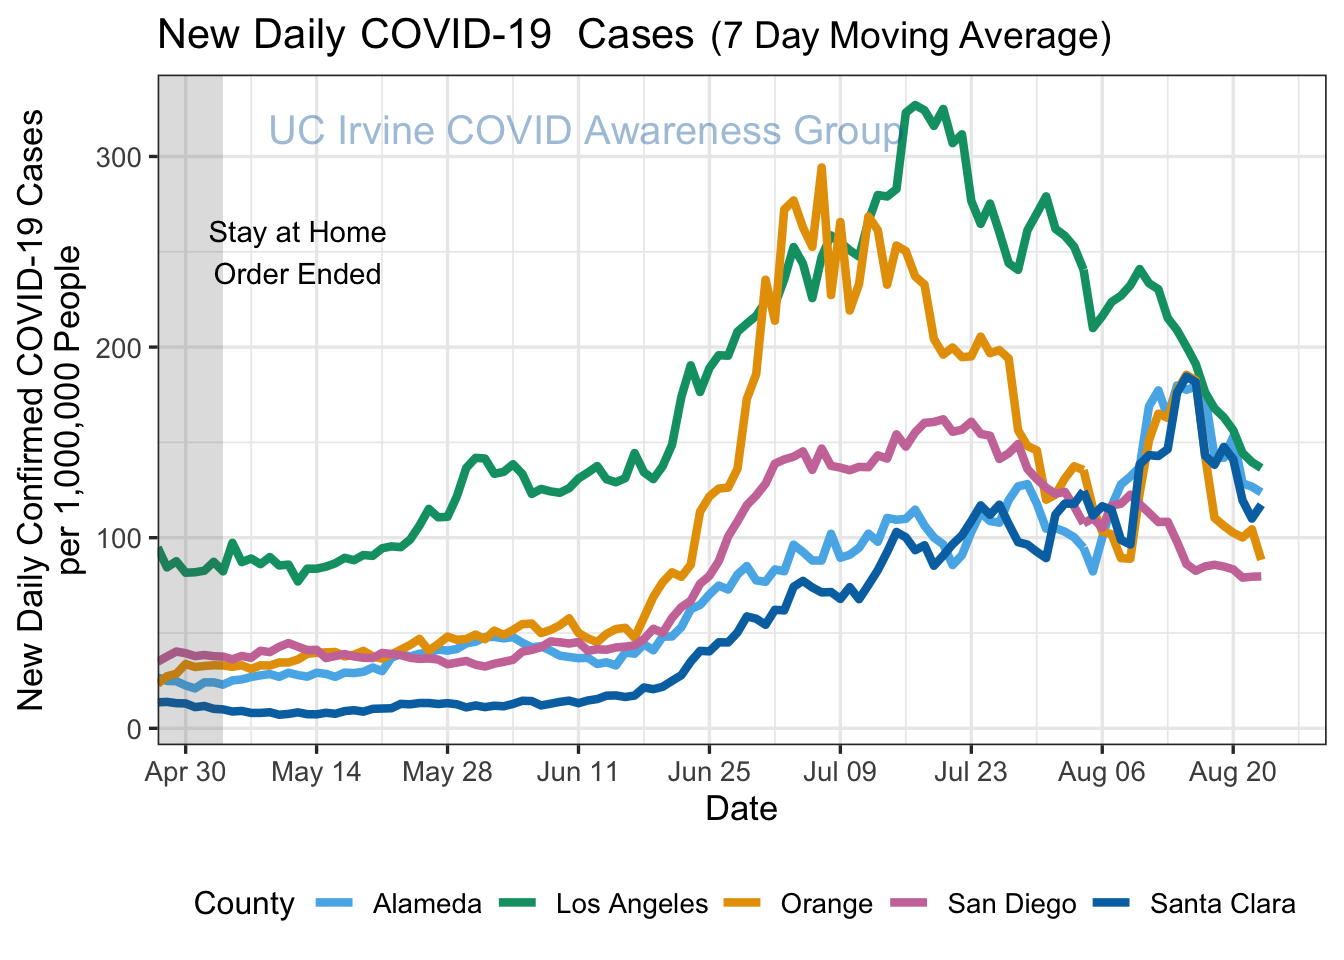 New Daily COVID-19  Cases (7 Day Moving Average)
UC Irvine COVID Awareness Group
Stay at Home
Order Ended
New Daily Confirmed COVID-19 Cases
per 1,000,000 People
300
200
100
0
Apr 30 May 14 May 28 Jun 11 Jun 25 Jul 09 Jul 23 Aug 06 Aug 20
Date
County Alameda Los Angeles Orange San Diego Santa Clara